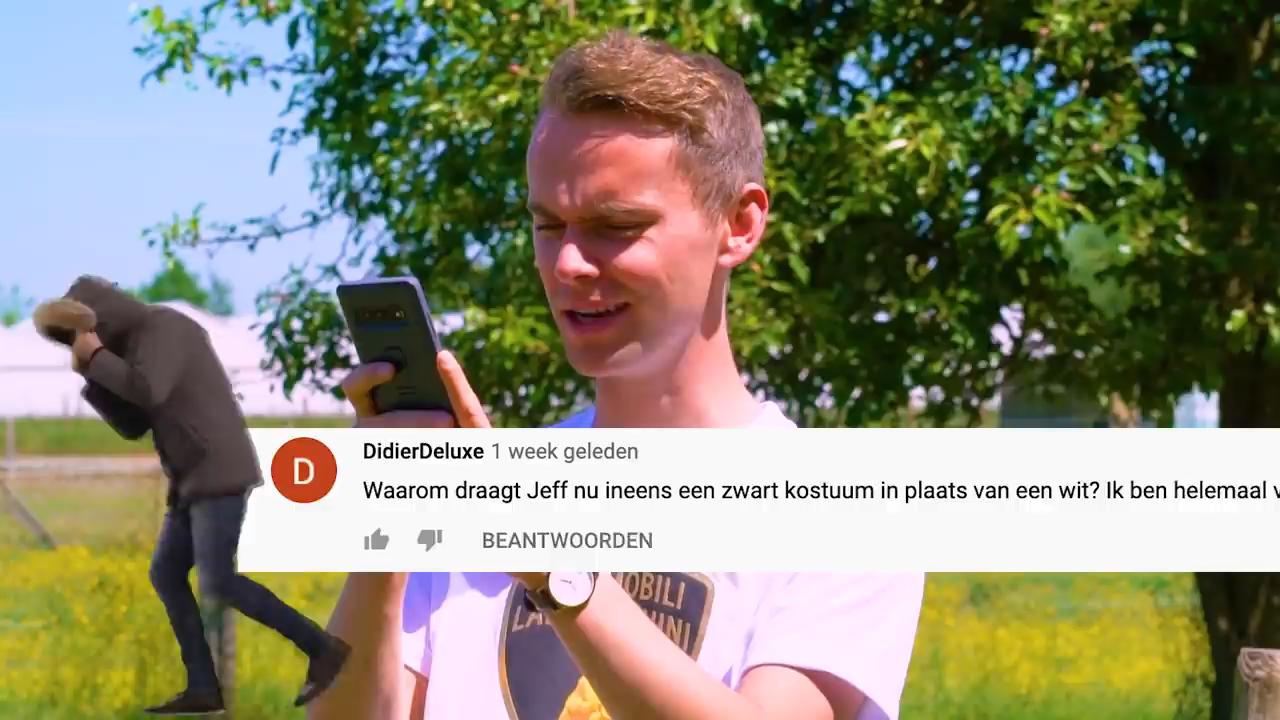 D
DidierDeluxe 1 week geleden
Waarom draagt Jeff nu ineens een zwart kostuum in plaats van een wit? Ik ben helemaal
BEANTWOORDEN